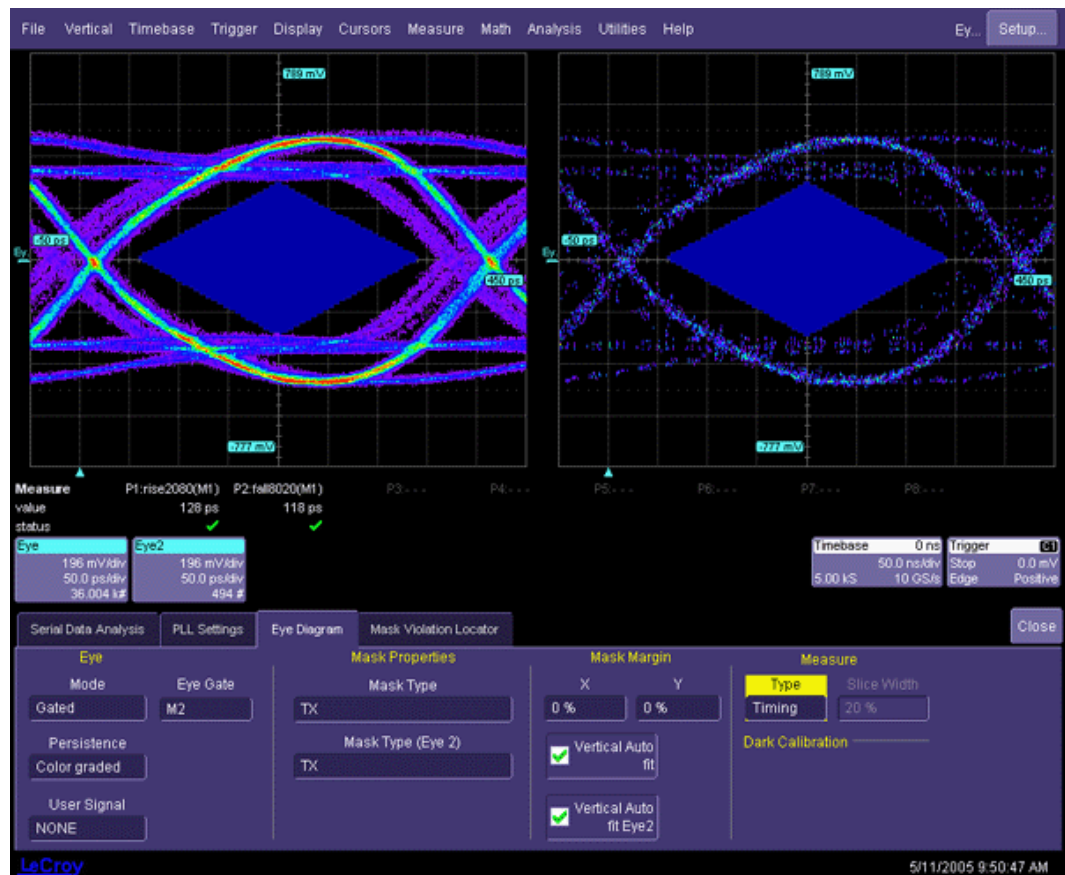 File Vertical Timebase Trigger Display Cursors Measure Math Analysis Utilities Help Ey... Setup...
789 mV 789 mV
-50 ps -50 ps
Ey
450 ps 450 ps
-777 mV -777 mV
Measure P1:rise2080(M1) P2:fall8020(M1) P3:--- P4:--- P5:--- P6:--- P7:--- P8:---
value 128 ps 118 ps
status
Eye Eye2 Timebase 0 ns Trigger C1
196 mV/div 196 mV/div 50.0 ns/div Stop 0.0 mV
50.0 ps/div 50.0 ps/div 5.00 kS 10 GS/s Edge Positive
36.004 k# 494 #
Serial Data Analysis PLL Settings Eye Diagram Mask Violation Locator Close
Eye Mask Properties Mask Margin Measure
Mode Eye Gate Mask Type X Y Type Slice Width
Gated M2 TX 0 % 0 % Timing 20 %
Persistence Mask Type (Eye 2) Vertical Auto fit Dark Calibration
Color graded TX
User Signal Vertical Auto fit Eye2
NONE
LeCroy 5/11/2005 9:50:47 AM